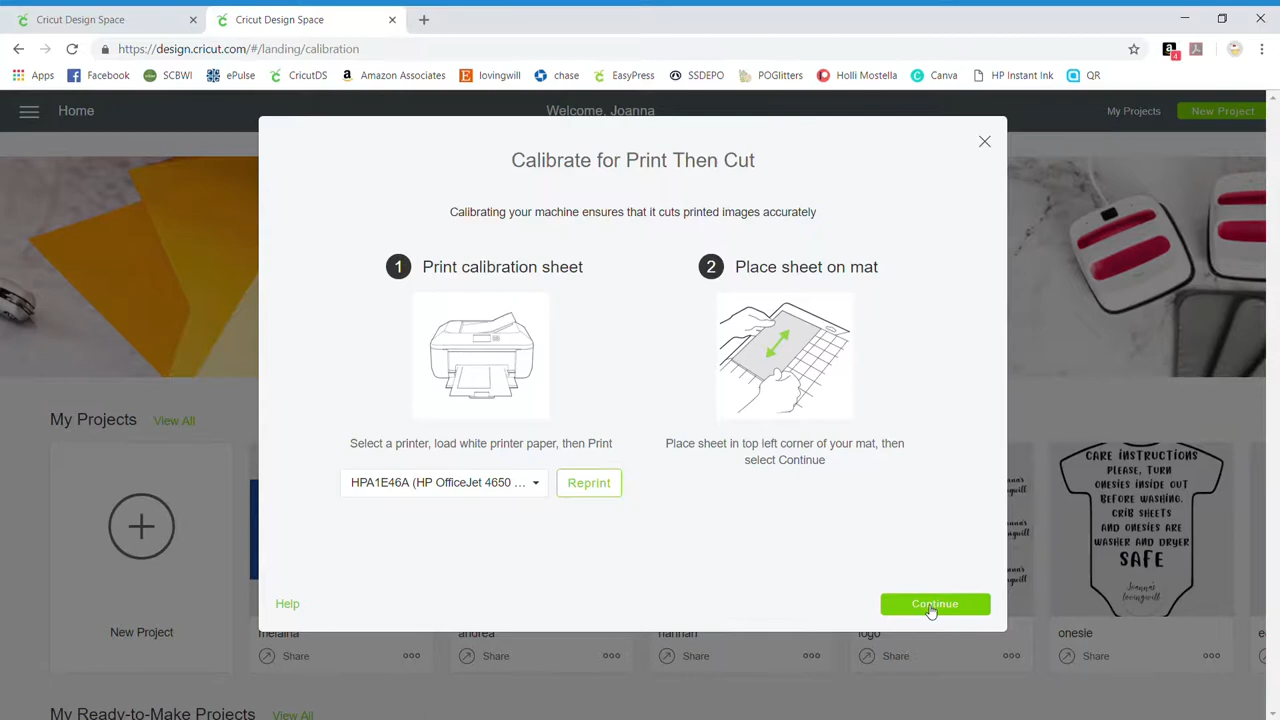 Cricut Design Space
Cricut Design Space
https://design.cricut.com/#/landing/calibration
4
Apps Facebook SCBWI ePulse CricutDS Amazon Associates lovingwill chase EasyPress SSDEPO POGlitters Holli Mostella Canva HP Instant Ink QR
Home Welcome, Joanna My Projects New Project
Calibrate for Print Then Cut
Calibrating your machine ensures that it cuts printed images accurately
1 Print calibration sheet
2 Place sheet on mat
Select a printer, load white printer paper, then Print
Place sheet in top left corner of your mat, then
select Continue
HPA1E46A (HP OfficeJet 4650 ... Reprint
Help
Continue
My Projects View All
New Project
CARE INSTRUCTIONS
PLEASE, TURN
ONESIES INSIDE OUT
BEFORE WASHING.
CRIB SHEETS
AND ONESIES ARE
WASHER AND DRYER
SAFE
Joanna's
lovingwill
melaina andrea hannah logo onesie
Share Share Share Share Share
My Ready-to-Make Projects View All